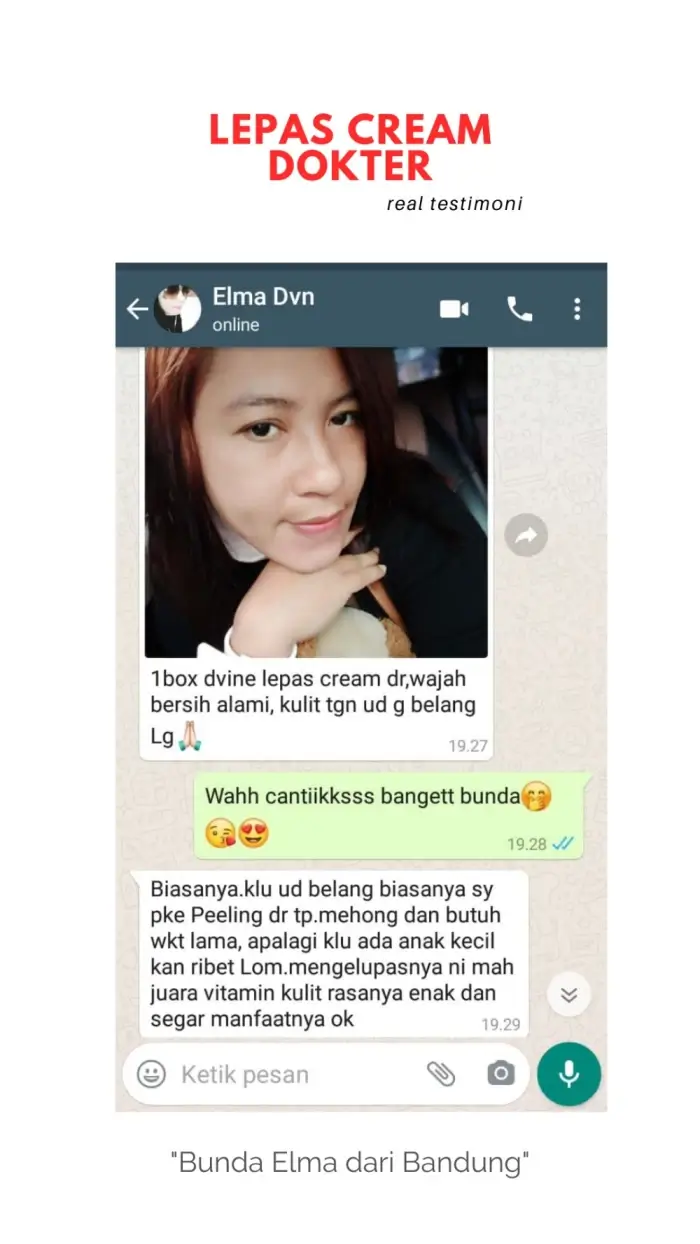 LEPAS CREAM
DOKTER
real testimoni
Elma Dvn
online
1box dvine lepas cream dr,wajah
bersih alami, kulit tgn ud g belang
Lg🙏
19.27
Wahh cantiikksss bangett bunda🤭
😘😍
19.28
Biasanya.klu ud belang biasanya sy
pke Peeling dr tp.mehong dan butuh
wkt lama, apalagi klu ada anak kecil
kan ribet Lom.mengelupasnya ni mah
juara vitamin kulit rasanya enak dan
segar manfaatnya ok
19.29
Ketik pesan
"Bunda Elma dari Bandung"